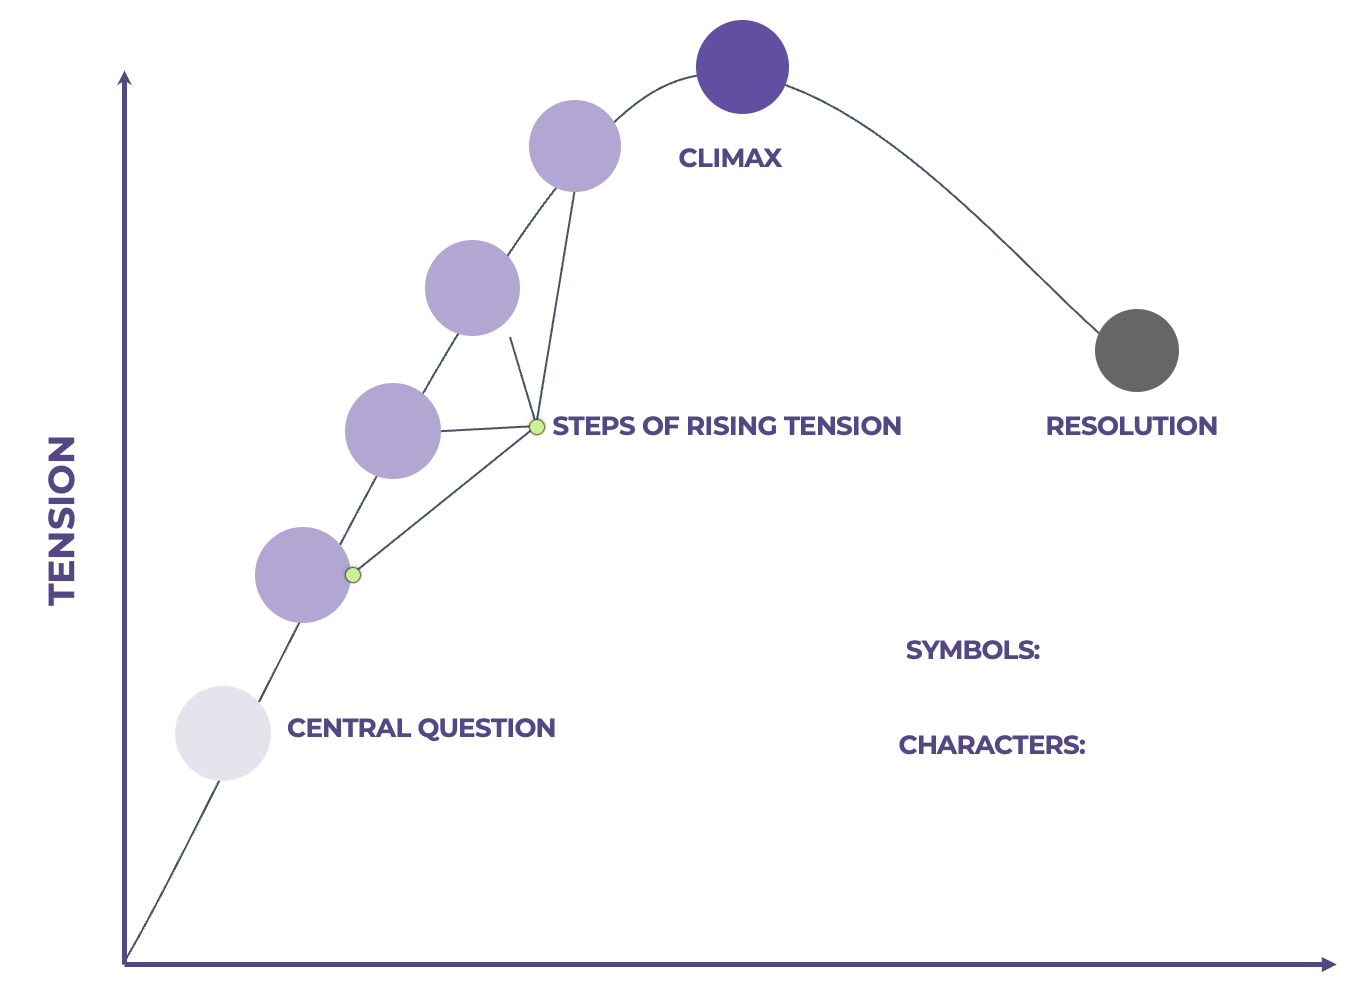 CLIMAX
STEPS OF RISING TENSION
RESOLUTION
TENSION
SYMBOLS:
CENTRAL QUESTION
CHARACTERS: